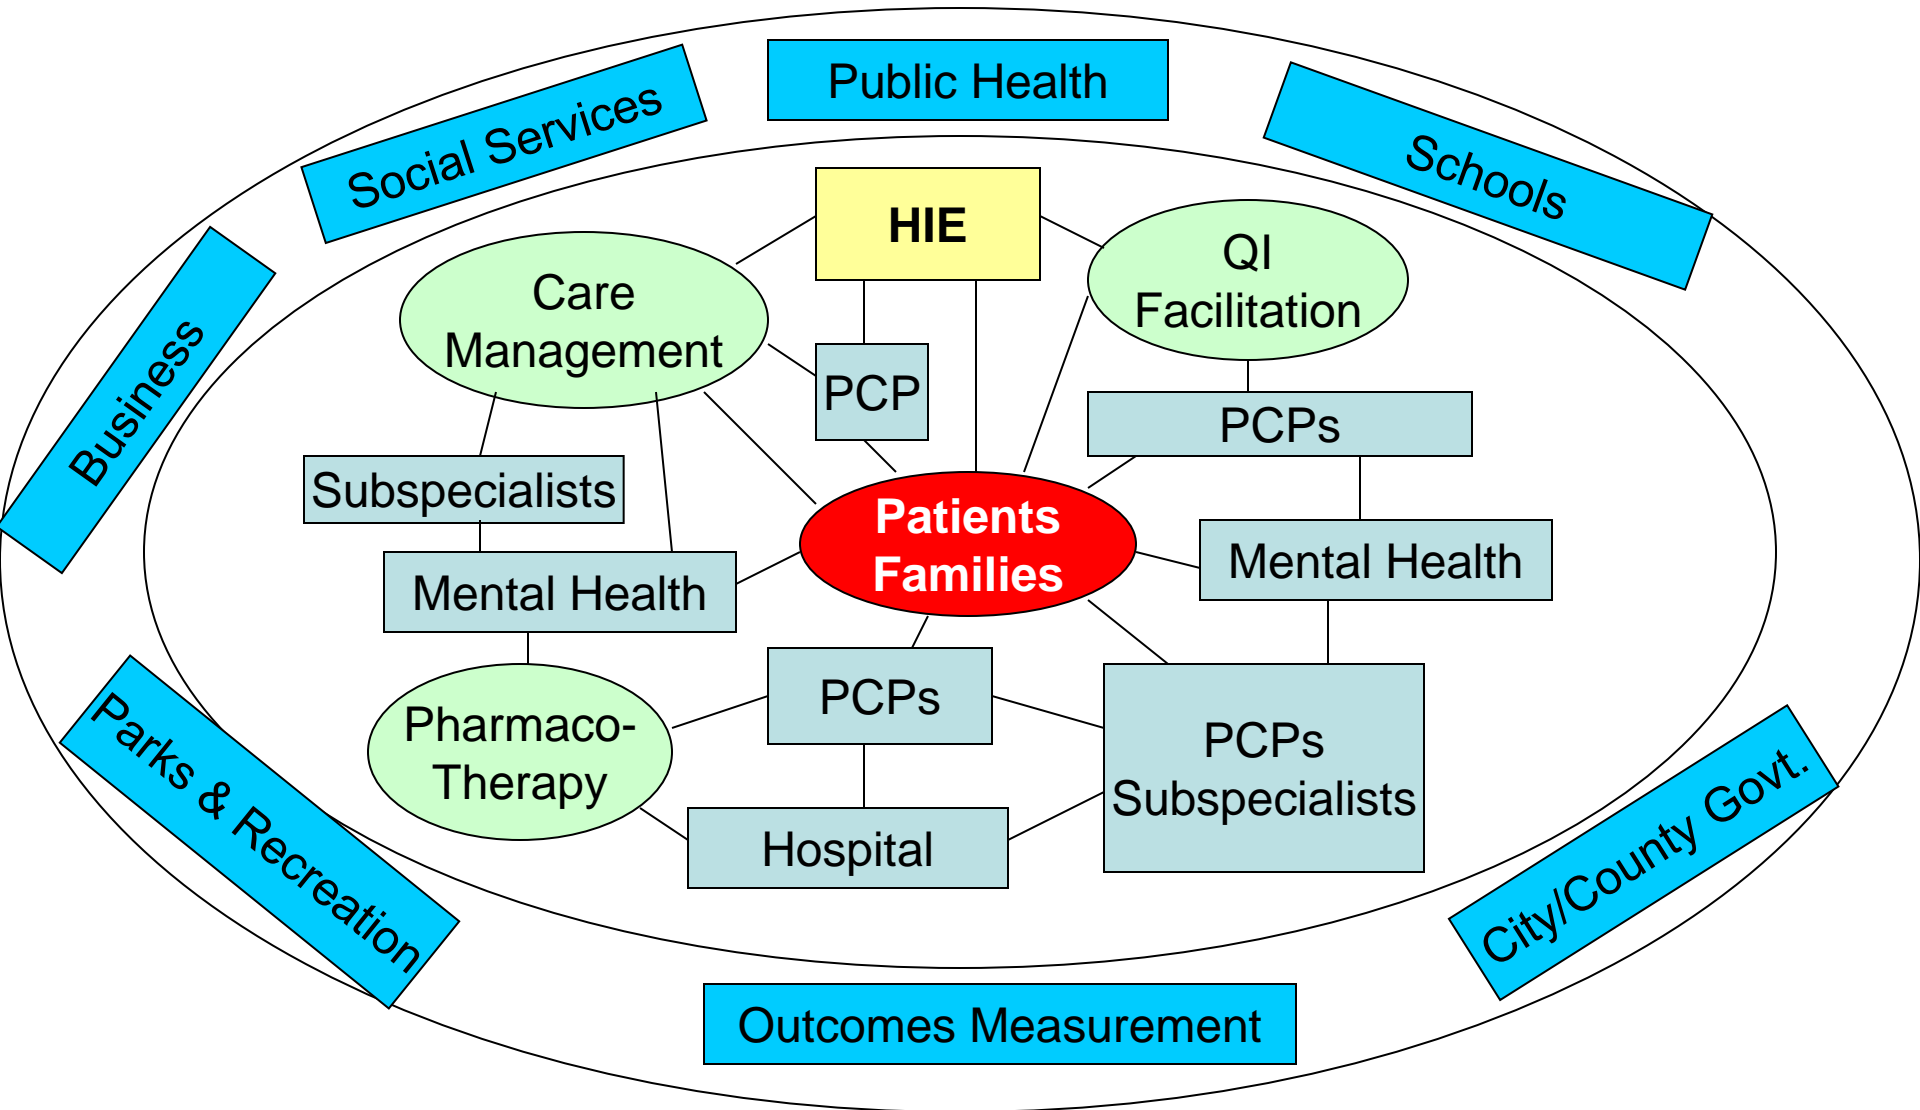 Public Health
Social Services
Schools
HIE
QI
Facilitation
Care
Management
Business
PCP
PCPs
Subspecialists
Patients
Families
Mental Health
Mental Health
PCPs
Pharmaco-
Therapy
PCPs
Subspecialists
Parks & Recreation
City/County Govt.
Hospital
Outcomes Measurement